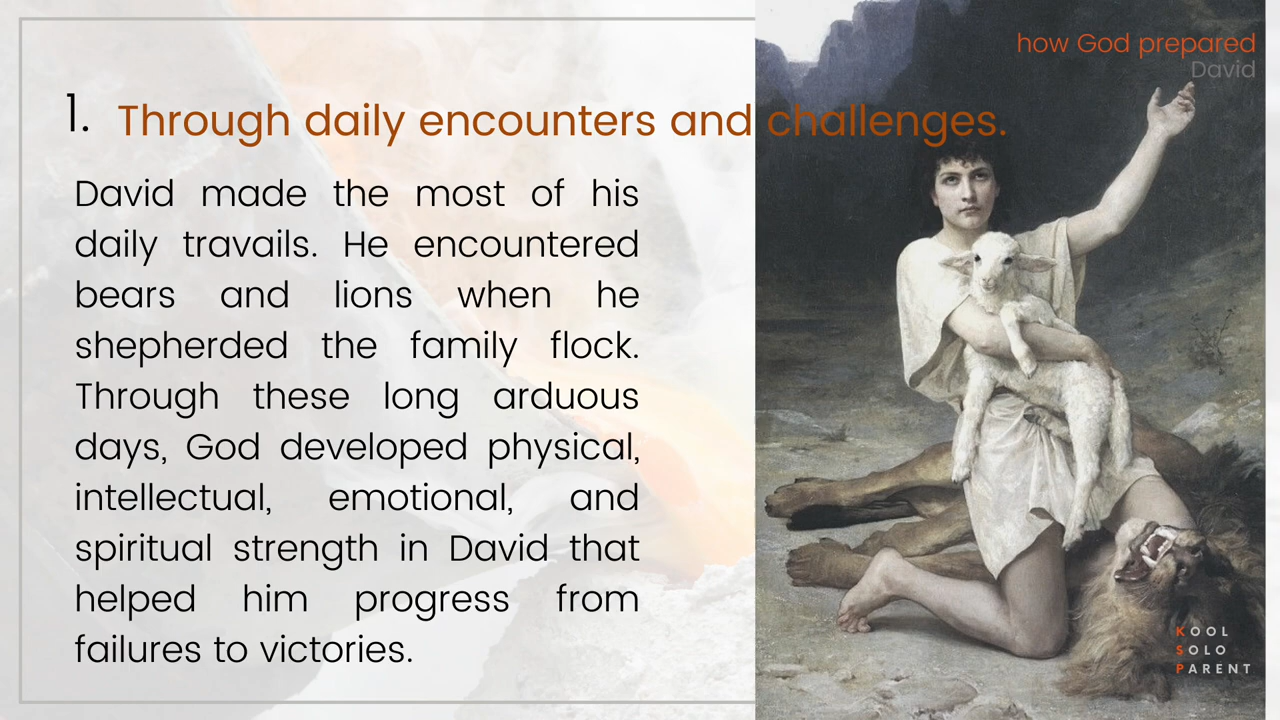 how God prepared
David
1. Through daily encounters and challenges.
David made the most of his
daily travails. He encountered
bears and lions when he
shepherded the family flock.
Through these long arduous
days, God developed physical,
intellectual, emotional, and
spiritual strength in David that
helped him progress from
failures to victories.
KOOL
SOLO
PARENT